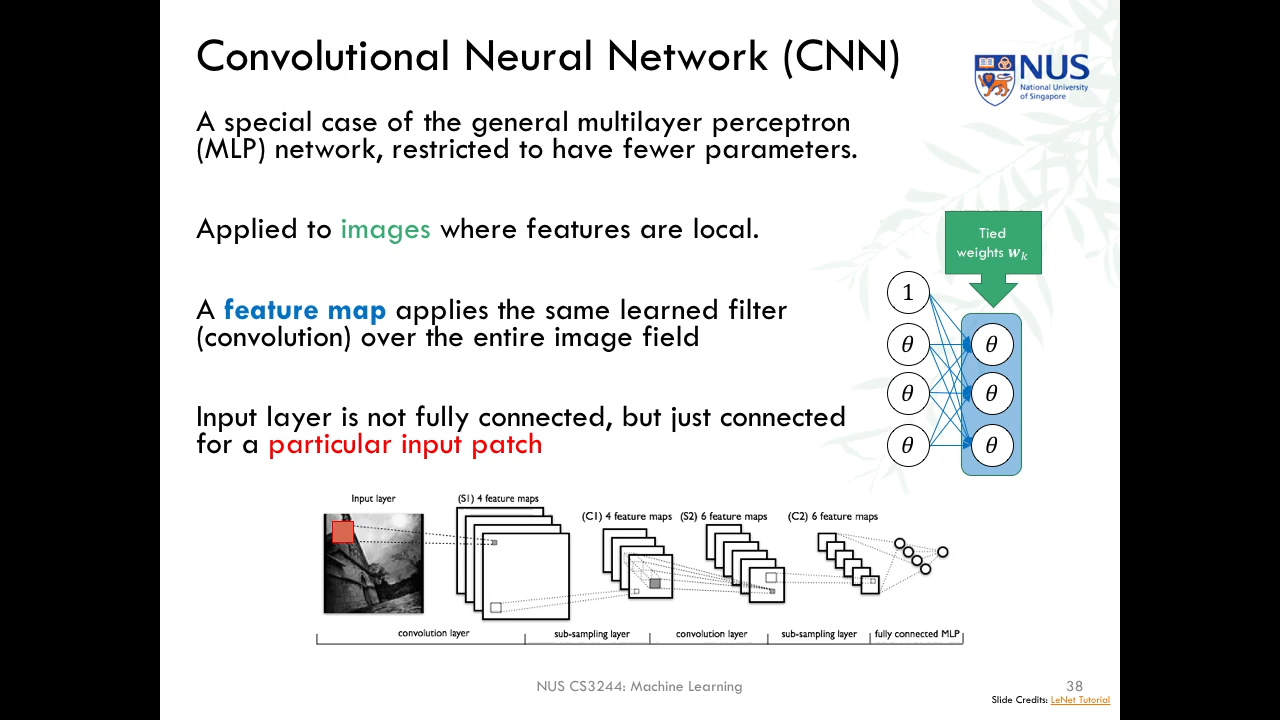 Convolutional Neural Network (CNN)
NUS
National University
of Singapore
A special case of the general multilayer perceptron
(MLP) network, restricted to have fewer parameters.
Applied to images where features are local.
A feature map applies the same learned filter
(convolution) over the entire image field
Input layer is not fully connected, but just connected
for a particular input patch
Tied
weights 𝒘ₖ
1
θ
θ
θ
θ
θ
θ
Input layer
(S1) 4 feature maps
(C1) 4 feature maps
(S2) 6 feature maps
(C2) 6 feature maps
convolution layer
sub-sampling layer
convolution layer
sub-sampling layer
fully connected MLP
NUS CS3244: Machine Learning
38
Slide Credits: LeNet Tutorial